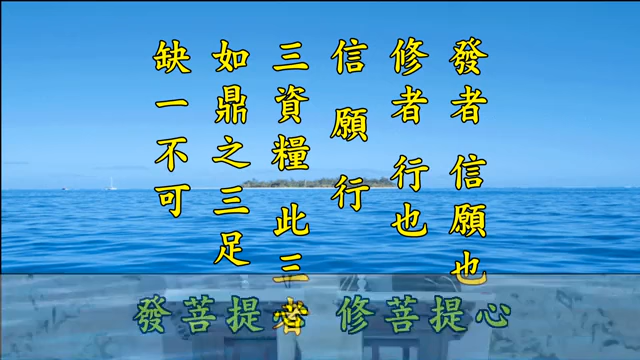 發者 信願也
修者 行也
信 願 行
三資糧 此三者
如鼎之三足
缺一不可
發菩提心 修菩提心